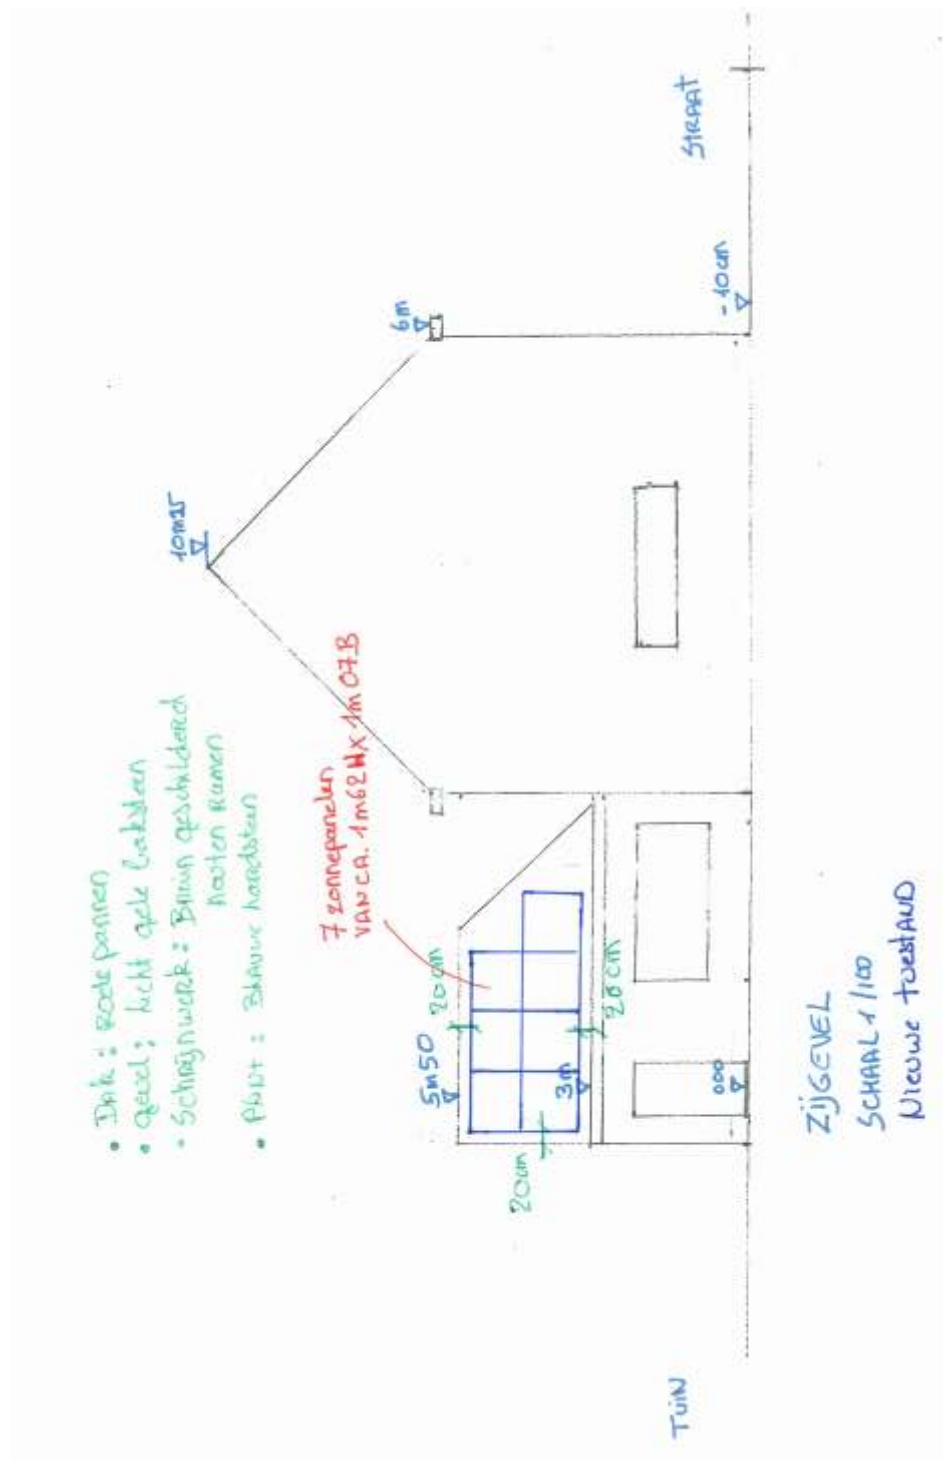 • Dak: Rode pannen
• Gevel: licht gele baksteen
• Schrijnwerk: Bruin geschilderd
houten Ramen
• Plint: Blauwe hardsteen
7 zonnepanelen
VAN CA. 1m62 H X 1m 07B
10m25
6m
5m50
20cm
20cm
3m
20cm
000
-10cm
TUIN
STRAAT
ZIJGEVEL
SCHAAL 1/100
NIEUWE TOESTAND